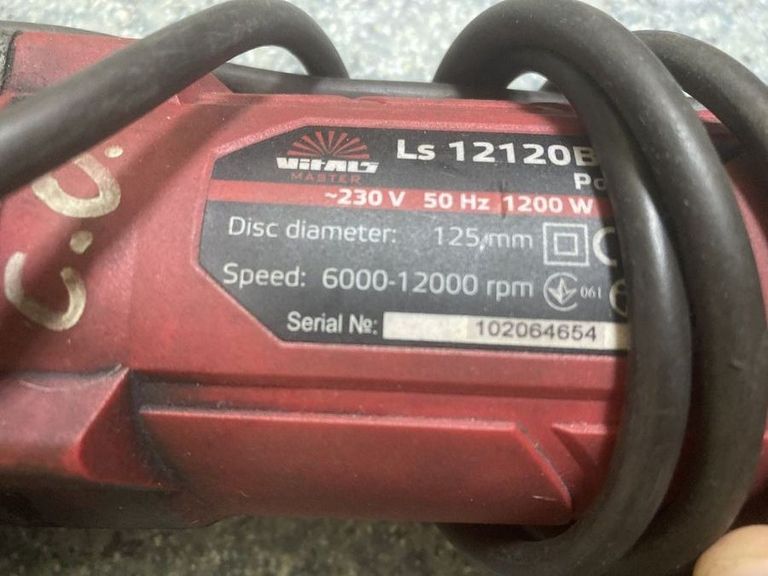 VITALS
MASTER
Ls 12120B
~230 V 50 Hz 1200 W
Disc diameter: 125 mm
Speed: 6000-12000 rpm
061
Serial №: 102064654
C.O.